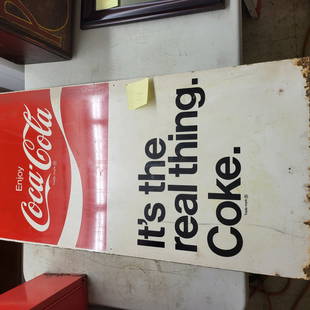 Enjoy
Coca-Cola
It's the
real thing.
Coke.